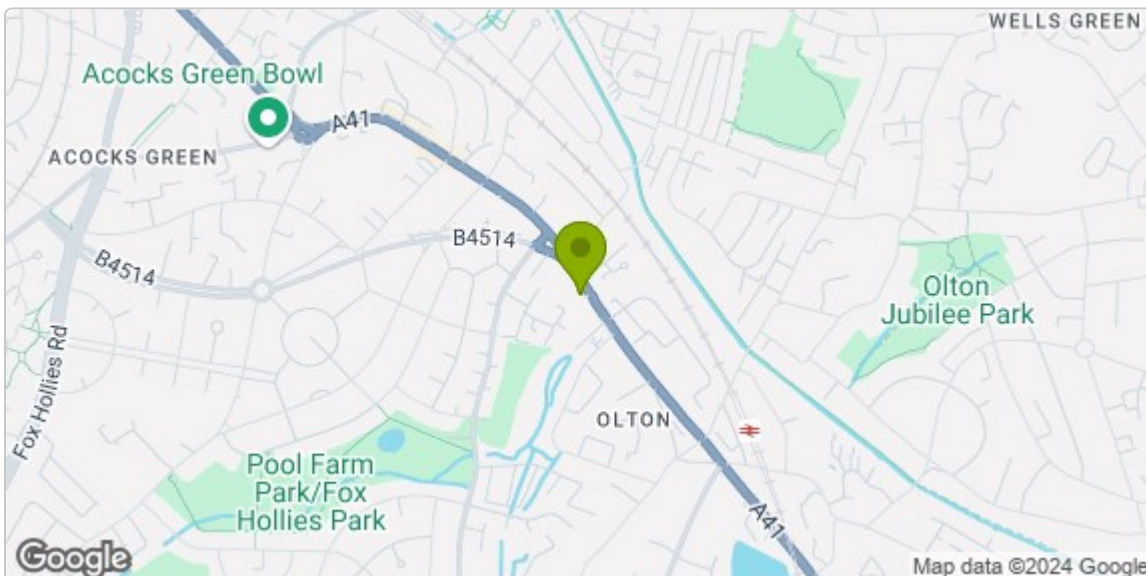 WELLS GREEN
Acocks Green Bowl
A41
ACOCKS GREEN
B4514
B4514
Olton
Jubilee Park
Fox Hollies Rd
OLTON
Pool Farm
Park/Fox
Hollies Park
A41
Google
Map data ©2024 Google